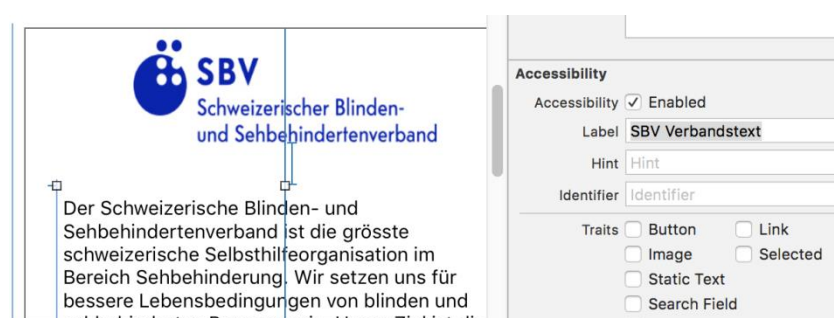 SBV
Schweizerischer Blinden-
und Sehbehindertenverband
Der Schweizerische Blinden- und
Sehbehindertenverband ist die grösste
schweizerische Selbsthilfeorganisation im
Bereich Sehbehinderung. Wir setzen uns für
bessere Lebensbedingungen von blinden und
Accessibility
Accessibility Enabled
Label SBV Verbandstext
Hint Hint
Identifier Identifier
Traits Button Link
Image Selected
Static Text
Search Field